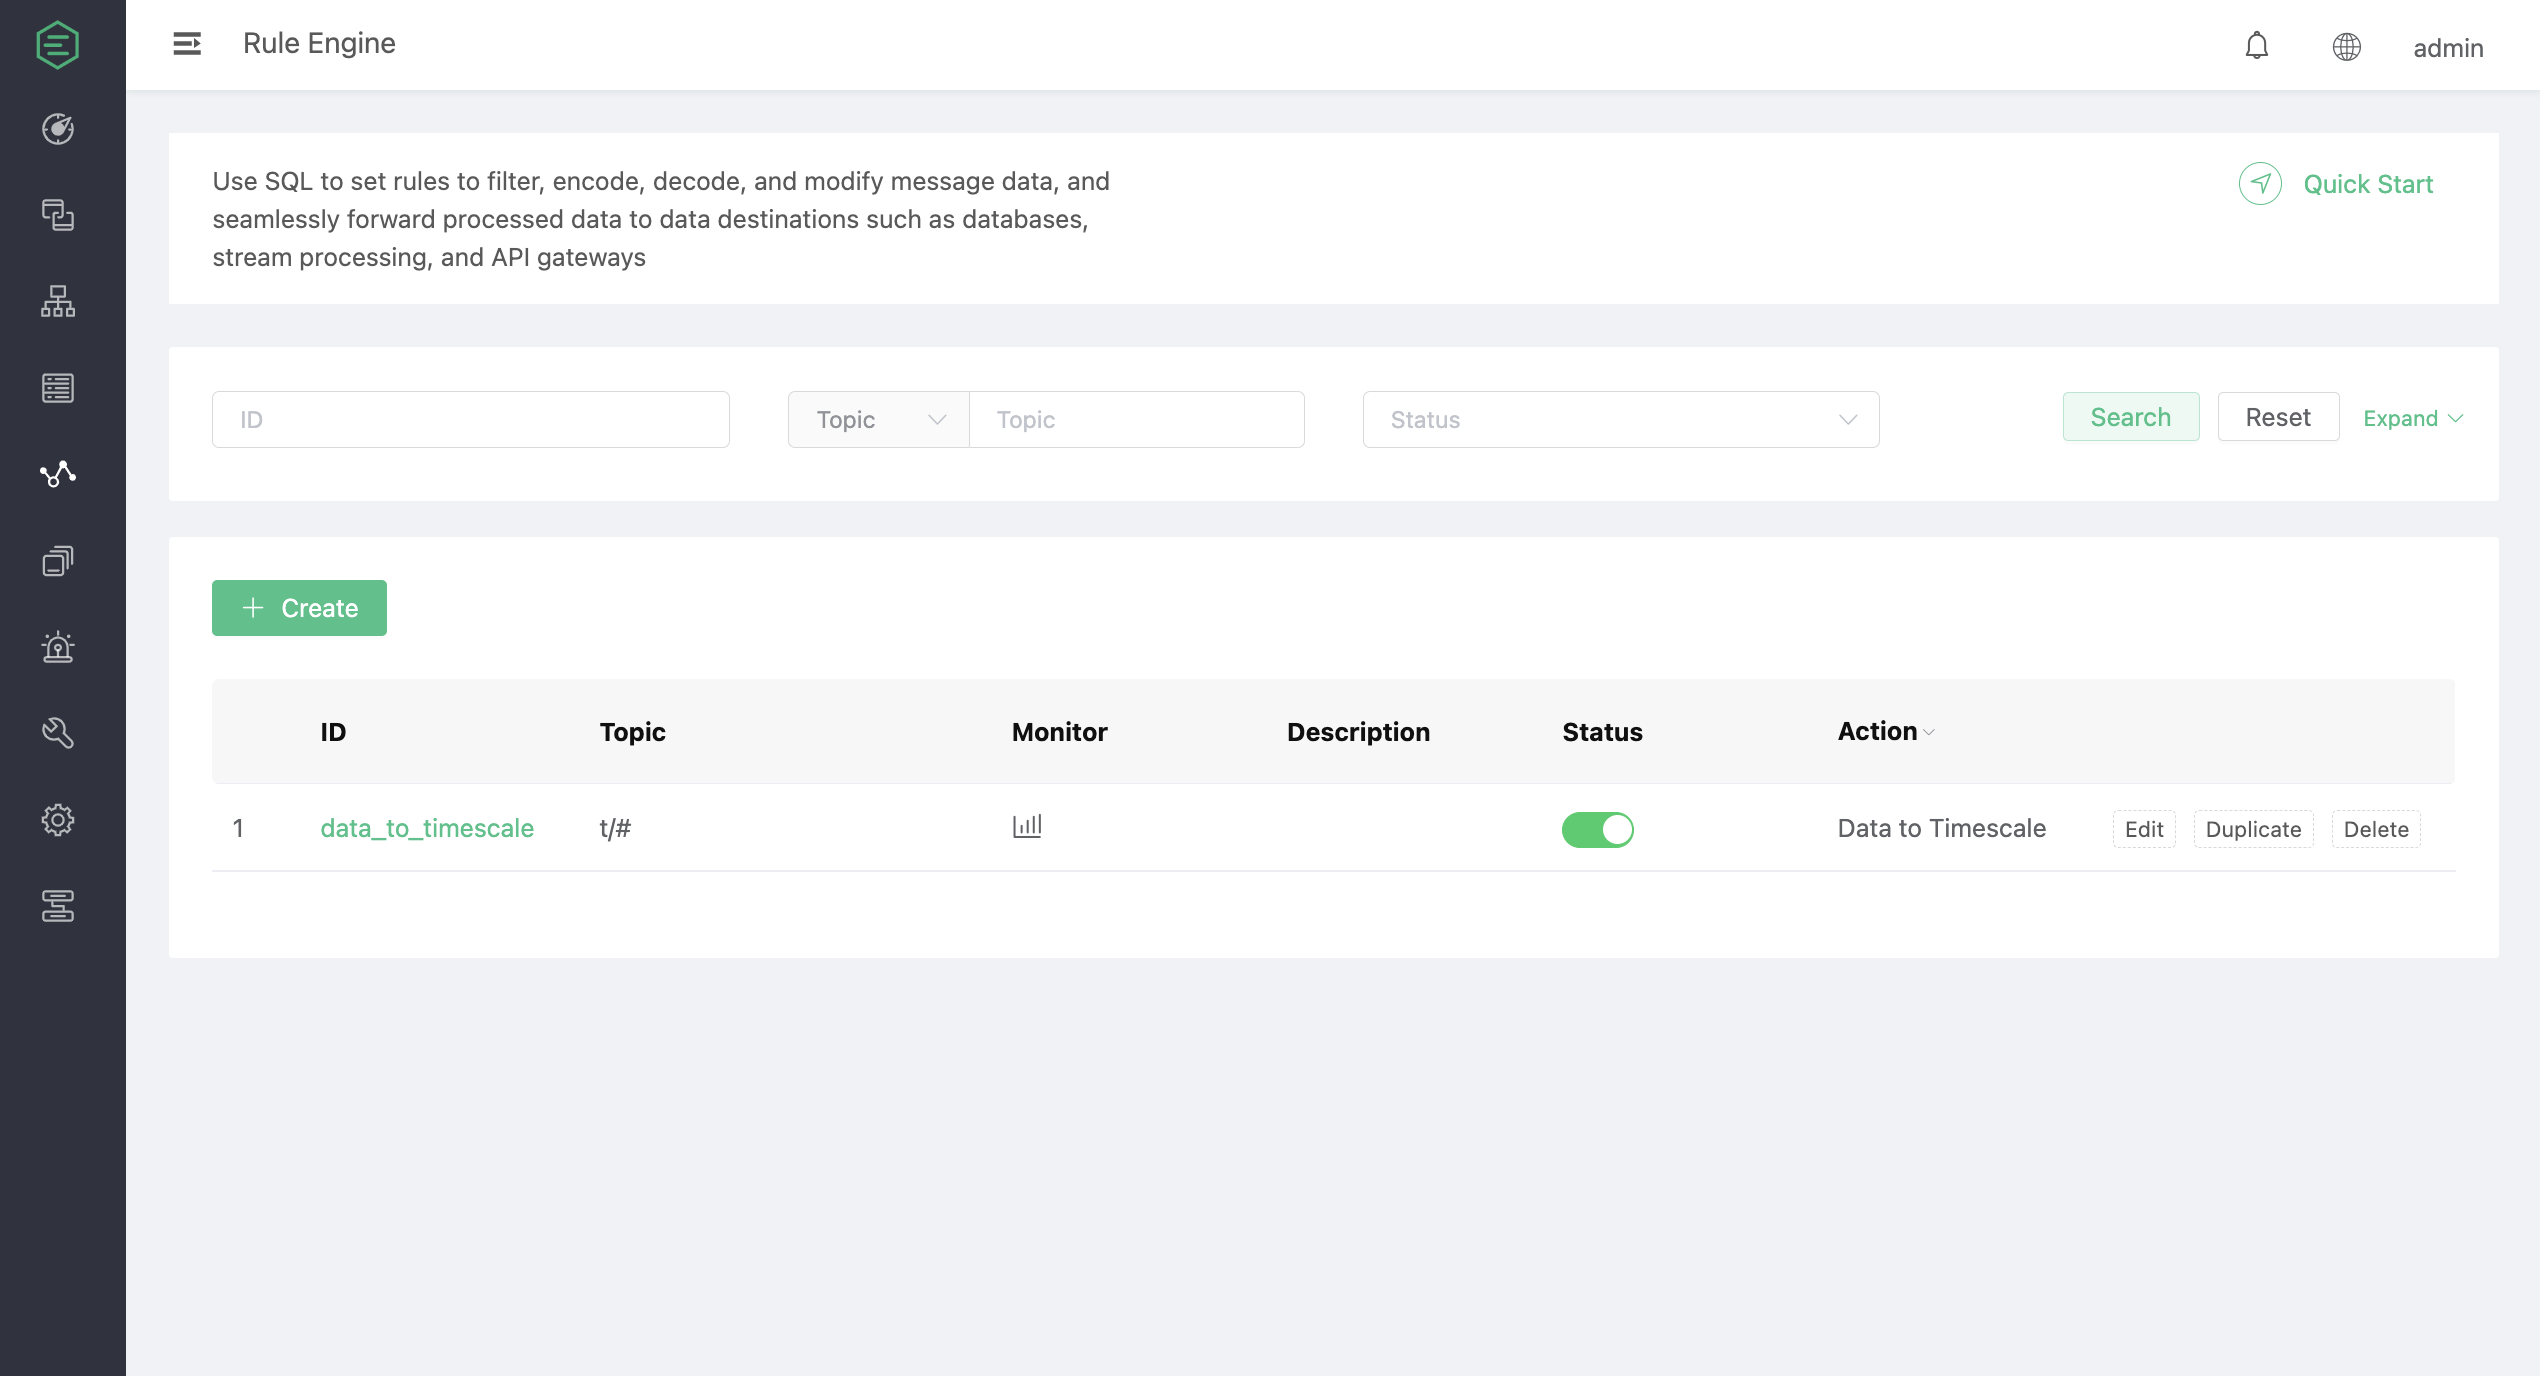 Rule Engine
admin
Use SQL to set rules to filter, encode, decode, and modify message data, and
seamlessly forward processed data to data destinations such as databases,
stream processing, and API gateways
Quick Start
ID
Topic
Topic
Status
Search
Reset
Expand
Create
ID Topic Monitor Description Status Action
1 data_to_timescale t/# Data to Timescale Edit Duplicate Delete